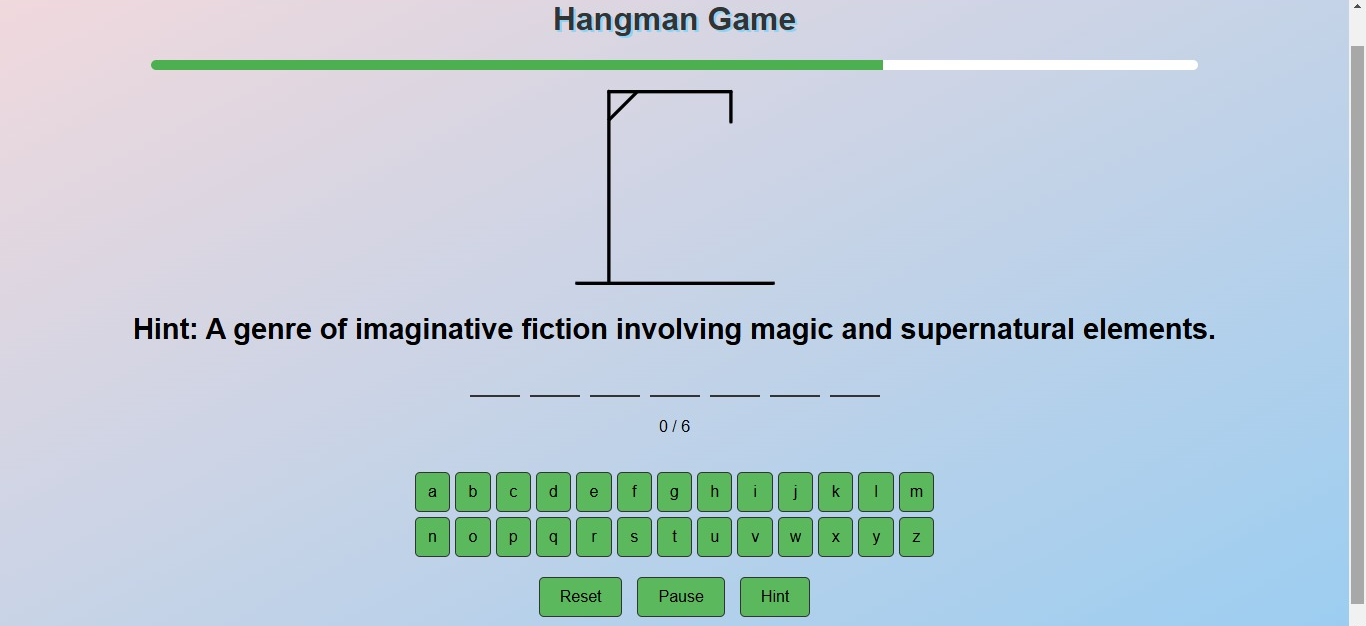 Hangman Game
Hint: A genre of imaginative fiction involving magic and supernatural elements.
0 / 6
a b c d e f g h i j k l m
n o p q r s t u v w x y z
Reset Pause Hint